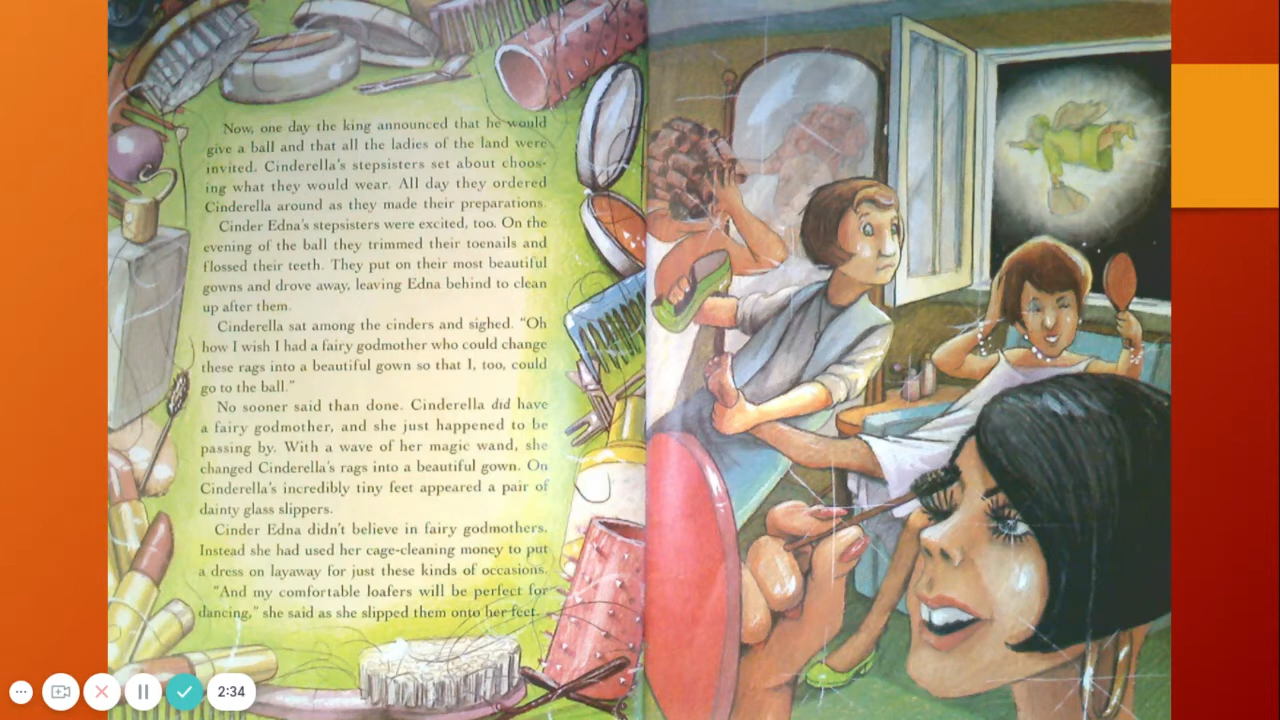 Now, one day the king announced that he would
give a ball and that all the ladies of the land were
invited. Cinderella's stepsisters set about choos-
ing what they would wear. All day they ordered
Cinderella around as they made their preparations.
Cinder Edna's stepsisters were excited, too. On the
evening of the ball they trimmed their toenails and
flossed their teeth. They put on their most beautiful
gowns and drove away, leaving Edna behind to clean
up after them.
Cinderella sat among the cinders and sighed. "Oh
how I wish I had a fairy godmother who could change
these rags into a beautiful gown so that I, too, could
go to the ball."
No sooner said than done. Cinderella did have
a fairy godmother, and she just happened to be
passing by. With a wave of her magic wand, she
changed Cinderella's rags into a beautiful gown. On
Cinderella's incredibly tiny feet appeared a pair of
dainty glass slippers.
Cinder Edna didn't believe in fairy godmothers.
Instead she had used her cage-cleaning money to put
a dress on layaway for just these kinds of occasions.
"And my comfortable loafers will be perfect for
dancing," she said as she slipped them onto her feet.
2:34